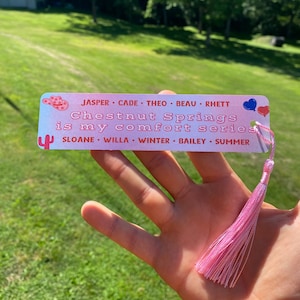 JASPER • CADE • THEO • BEAU • RHETT
Chestnut Springs
is my comfort series
SLOANE • WILLA • WINTER • BAILEY • SUMMER